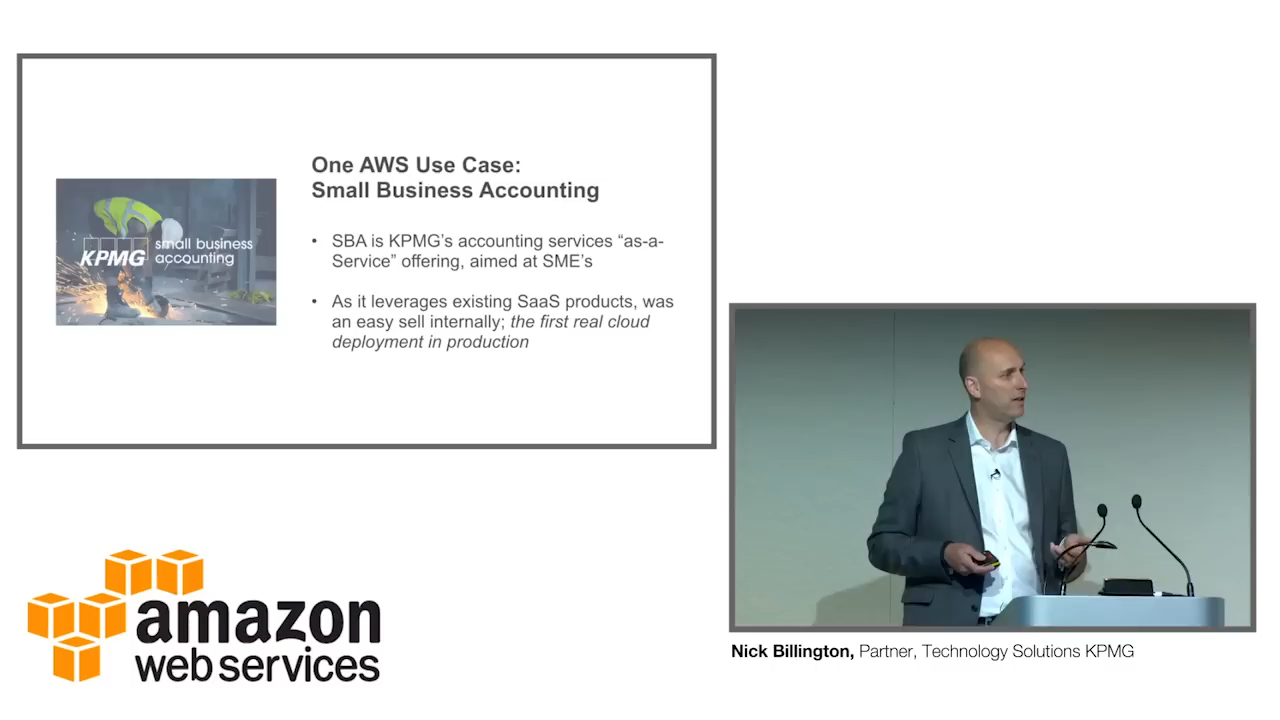 One AWS Use Case:
Small Business Accounting
KPMG
small business
accounting
• SBA is KPMG’s accounting services “as-a-
Service” offering, aimed at SME’s
• As it leverages existing SaaS products, was
an easy sell internally; the first real cloud
deployment in production
amazon
web services
Nick Billington, Partner, Technology Solutions KPMG